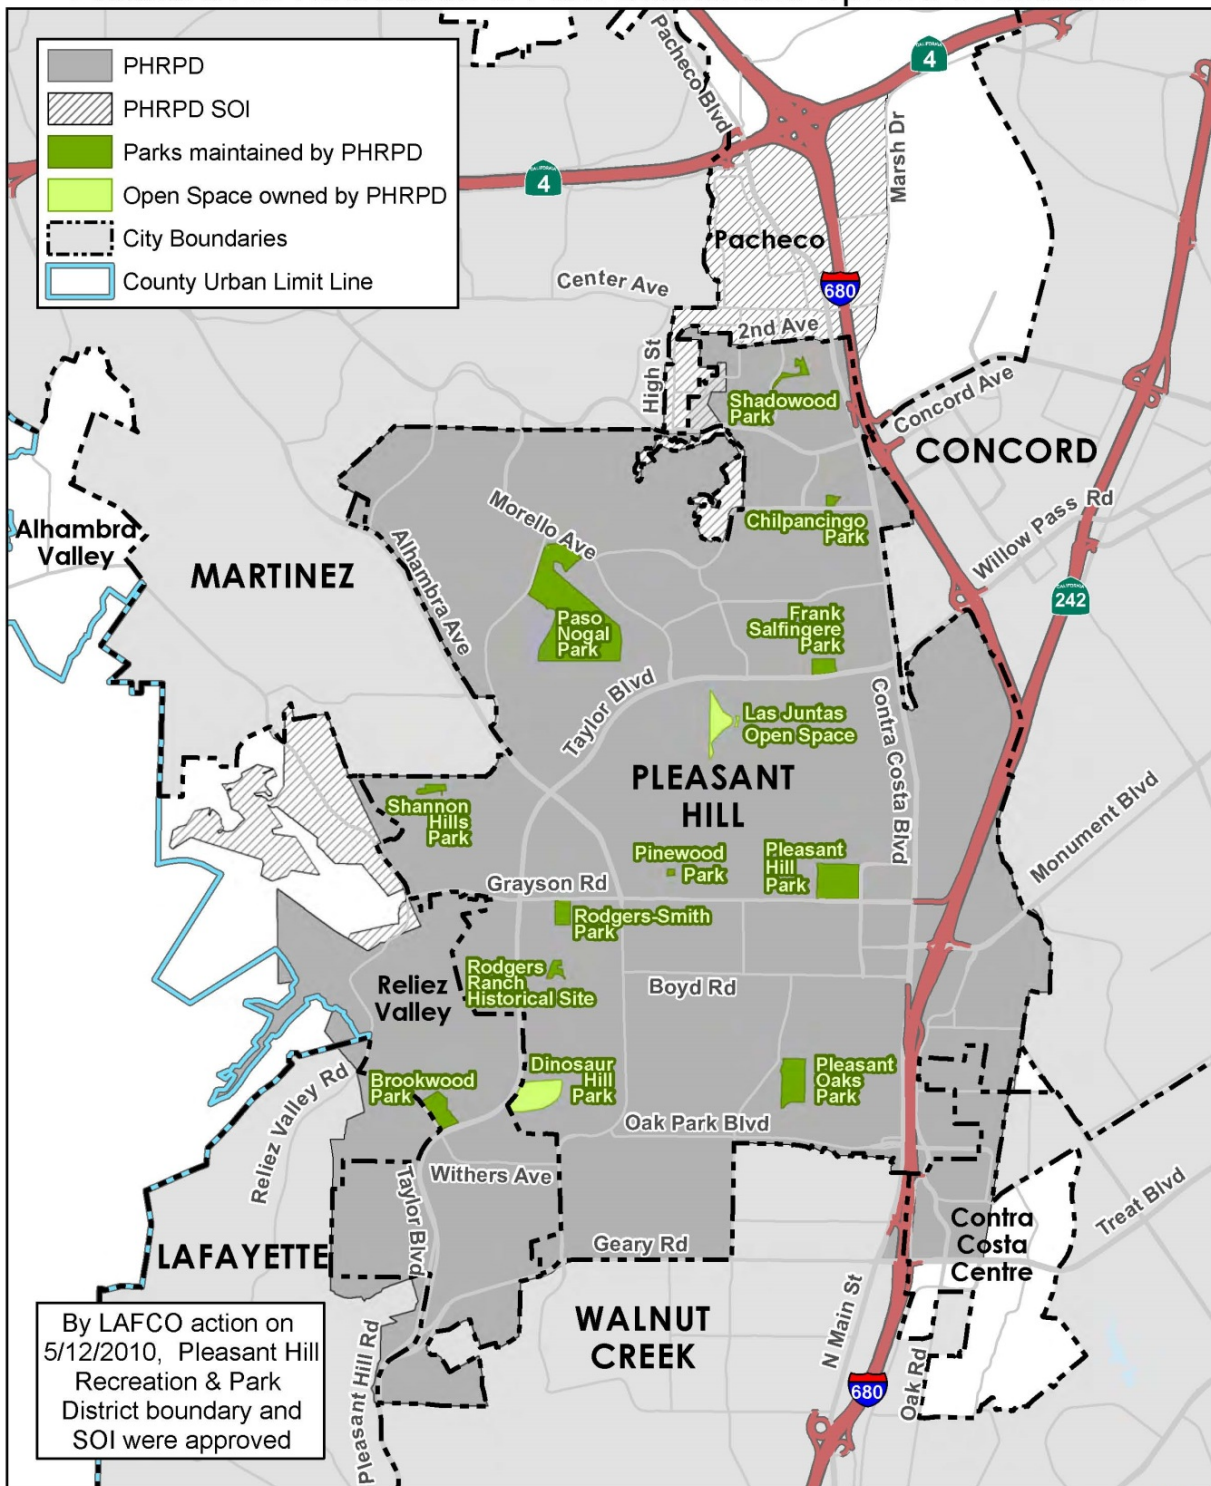 PHRPD
PHRPD SOI
Parks maintained by PHRPD
Open Space owned by PHRPD
City Boundaries
County Urban Limit Line
Pacheco Blvd
4
4
Marsh Dr
Pacheco
680
Center Ave
2nd Ave
High St
Shadowood
Park
Concord Ave
CONCORD
Alhambra
Valley
MARTINEZ
Morello Ave
Alhambra Ave
Chilpancingo
Park
Willow Pass Rd
242
Paso
Nogal
Park
Frank
Salfingere
Park
Taylor Blvd
Las Juntas
Open Space
Contra Costa Blvd
PLEASANT
HILL
Shannon
Hills
Park
Monument Blvd
Pinewood
Park
Pleasant
Hill
Park
Grayson Rd
Rodgers-Smith
Park
Rodgers
Ranch
Historical Site
Reliez
Valley
Boyd Rd
Brookwood
Park
Dinosaur
Hill
Park
Pleasant
Oaks
Park
Reliez Valley Rd
Oak Park Blvd
Withers Ave
Taylor Blvd
Treat Blvd
Contra
Costa
Centre
LAFAYETTE
Geary Rd
WALNUT
CREEK
N Main St
Oak Rd
680
Pleasant Hill Rd
By LAFCO action on
5/12/2010, Pleasant Hill
Recreation & Park
District boundary and
SOI were approved